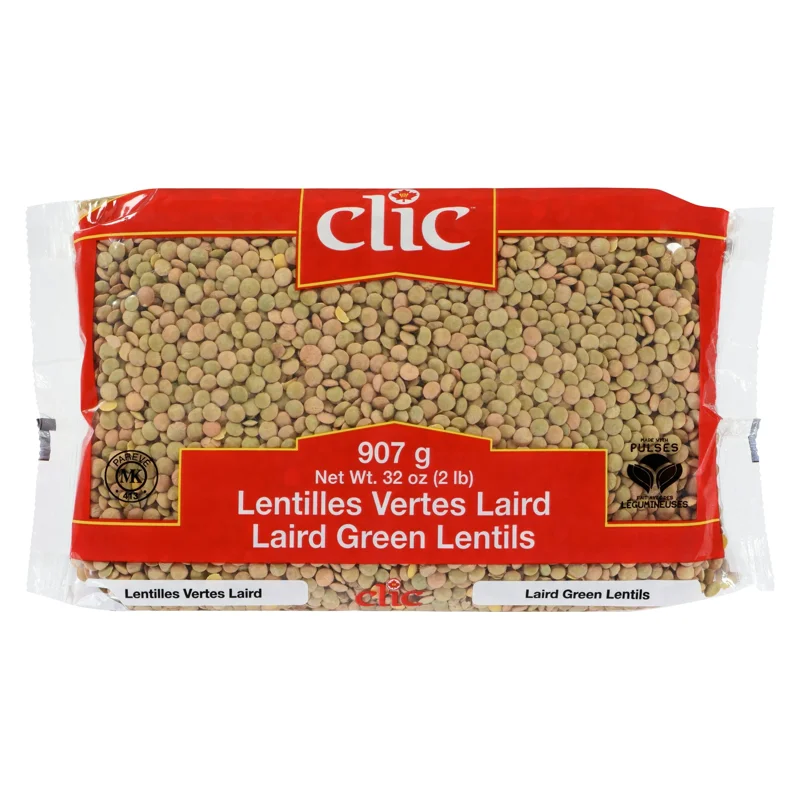 clic
907 g
Net Wt. 32 oz (2 lb)
Lentilles Vertes Laird
Laird Green Lentils
PAREVE
MK
MADE WITH
PULSES
LÉGUMINEUSES
Lentilles Vertes Laird
clic
Laird Green Lentils